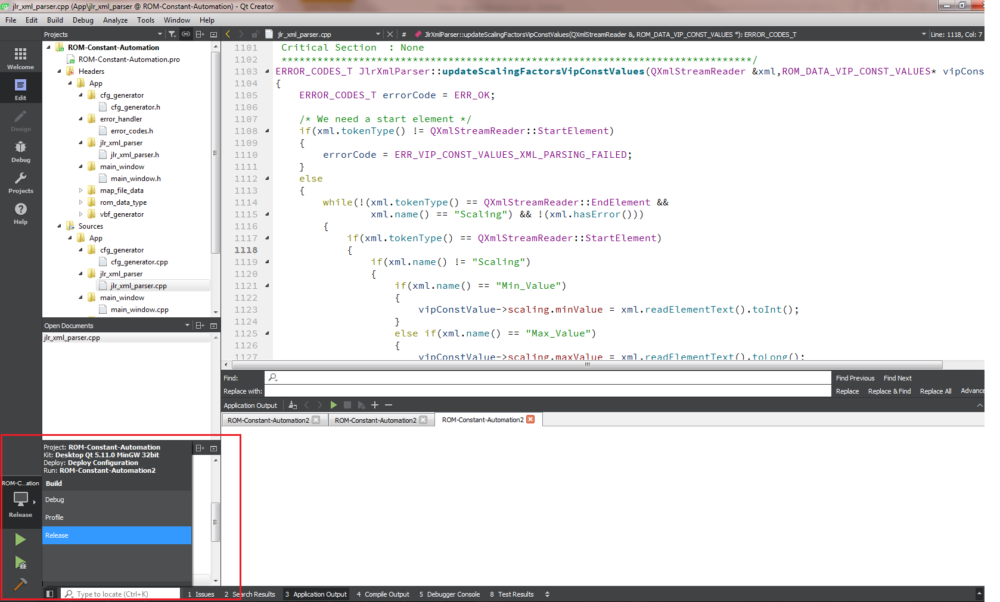 jlr_xml_parser.cpp (App\jlr_xml_parser @ ROM-Constant-Automation) - Qt Creator
File Edit Build Debug Analyze Tools Window Help
Projects
jlr_xml_parser.cpp
#
JlrXmlParser::updateScalingFactorsVipConstValues(QXmlStreamReader &, ROM_DATA_VIP_CONST_VALUES *): ERROR_CODES_T
Line: 1118, Col: 7
Welcome
Edit
Design
Debug
Projects
Help
ROM-Constant-Automation
ROM-Constant-Automation.pro
Headers
App
cfg_generator
cfg_generator.h
error_handler
error_codes.h
jlr_xml_parser
jlr_xml_parser.h
main_window
main_window.h
map_file_data
rom_data_type
vbf_generator
Sources
App
cfg_generator
cfg_generator.cpp
jlr_xml_parser
jlr_xml_parser.cpp
main_window
main_window.cpp
Open Documents
jlr_xml_parser.cpp
1101 Critical Section  : None
1102 *******************************************************************************/
1103 ERROR_CODES_T JlrXmlParser::updateScalingFactorsVipConstValues(QXmlStreamReader &xml,ROM_DATA_VIP_CONST_VALUES* vipCons
1104 {
1105 ERROR_CODES_T errorCode = ERR_OK;
1106
1107 /* We need a start element */
1108 if(xml.tokenType() != QXmlStreamReader::StartElement)
1109 {
1110 errorCode = ERR_VIP_CONST_VALUES_XML_PARSING_FAILED;
1111 }
1112 else
1113 {
1114 while(!(xml.tokenType() == QXmlStreamReader::EndElement &&
1115 xml.name() == "Scaling") && !(xml.hasError()))
1116 {
1117 if(xml.tokenType() == QXmlStreamReader::StartElement)
1118 {
1119 if(xml.name() != "Scaling")
1120 {
1121 if(xml.name() == "Min_Value")
1122 {
1123 vipConstValue->scaling.minValue = xml.readElementText().toInt();
1124 }
1125 else if(xml.name() == "Max_Value")
1126 {
1127 vipConstValue->scaling.maxValue = xml.readElementText().toLong();
Find:
Find Previous Find Next
Replace with:
Replace Replace & Find Replace All Advance
Application Output
ROM-Constant-Automation2
ROM-Constant-Automation2
ROM-Constant-Automation2
Project: ROM-Constant-Automation
Kit: Desktop Qt 5.11.0 MinGW 32bit
Deploy: Deploy Configuration
Run: ROM-Constant-Automation2
ROM-C...ation
Release
Build
Debug
Profile
Release
Type to locate (Ctrl+K)
1 Issues 2 Search Results 3 Application Output 4 Compile Output 5 Debugger Console 8 Test Results